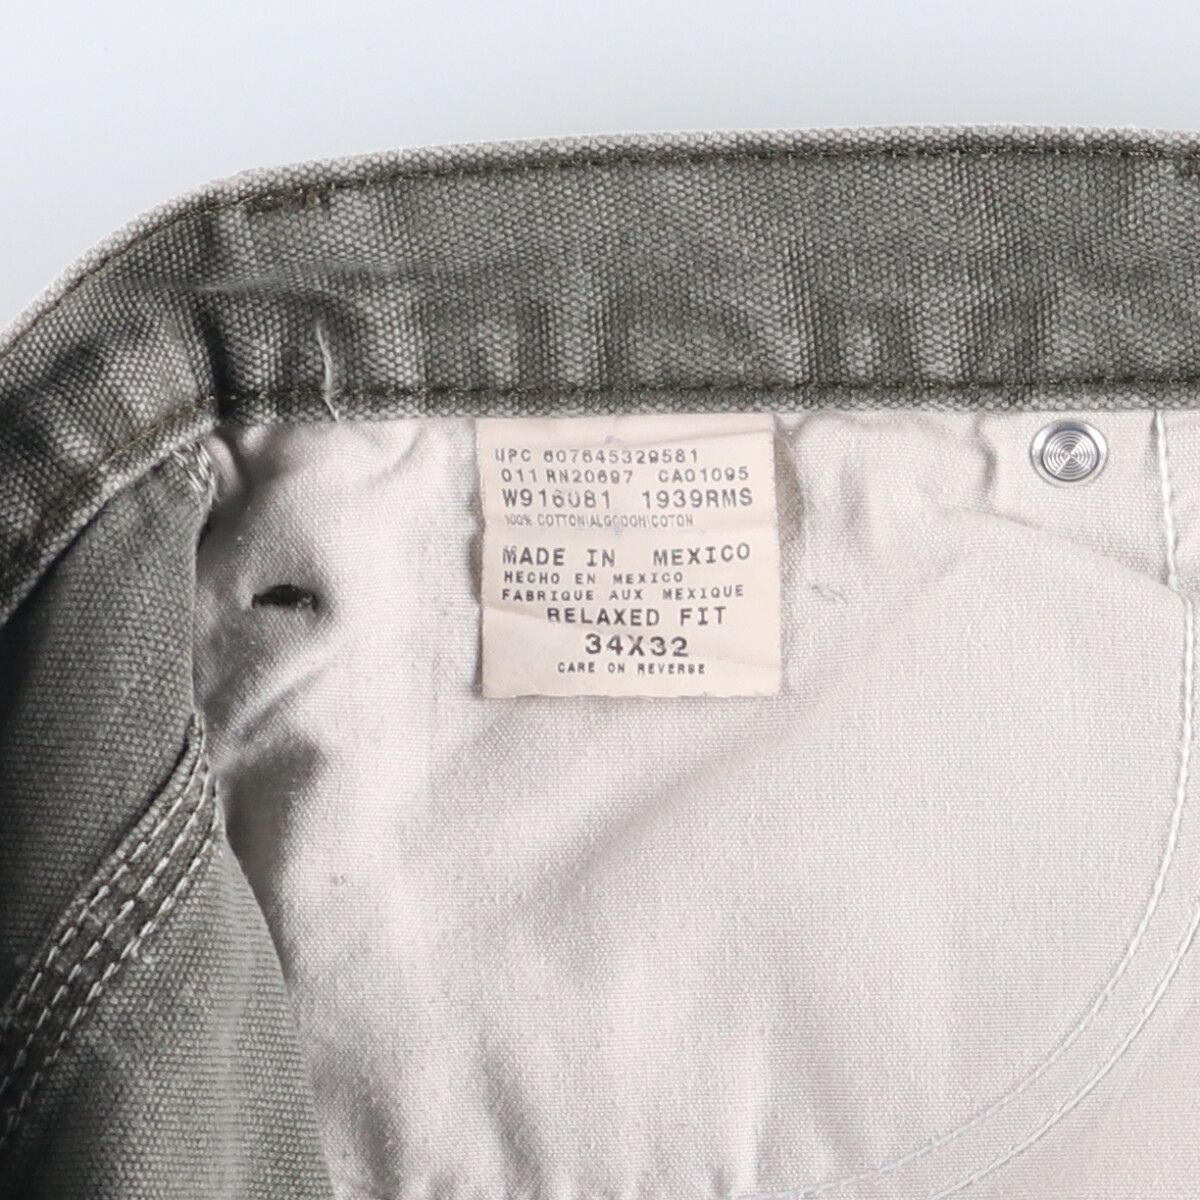 UPC 607645329581
011 RN20697 CA01095
W916081 1939RMS
100% COTTON\ALGODON\COTON
MADE IN MEXICO
HECHO EN MEXICO
FABRIQUE AUX MEXIQUE
RELAXED FIT
34X32
CARE ON REVERSE